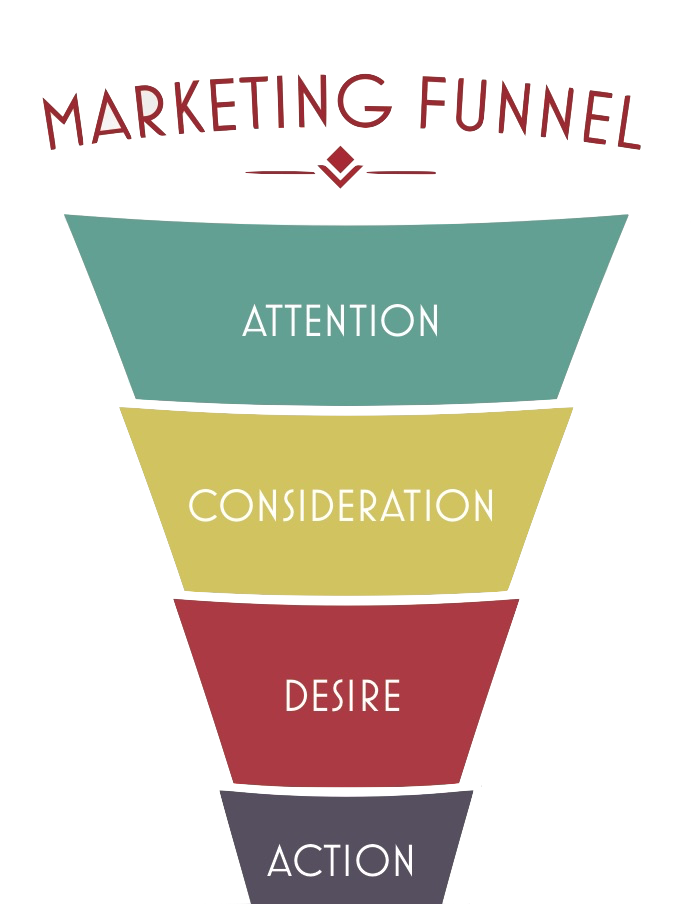 MARKETING FUNNEL
ATTENTION
CONSIDERATION
DESIRE
ACTION